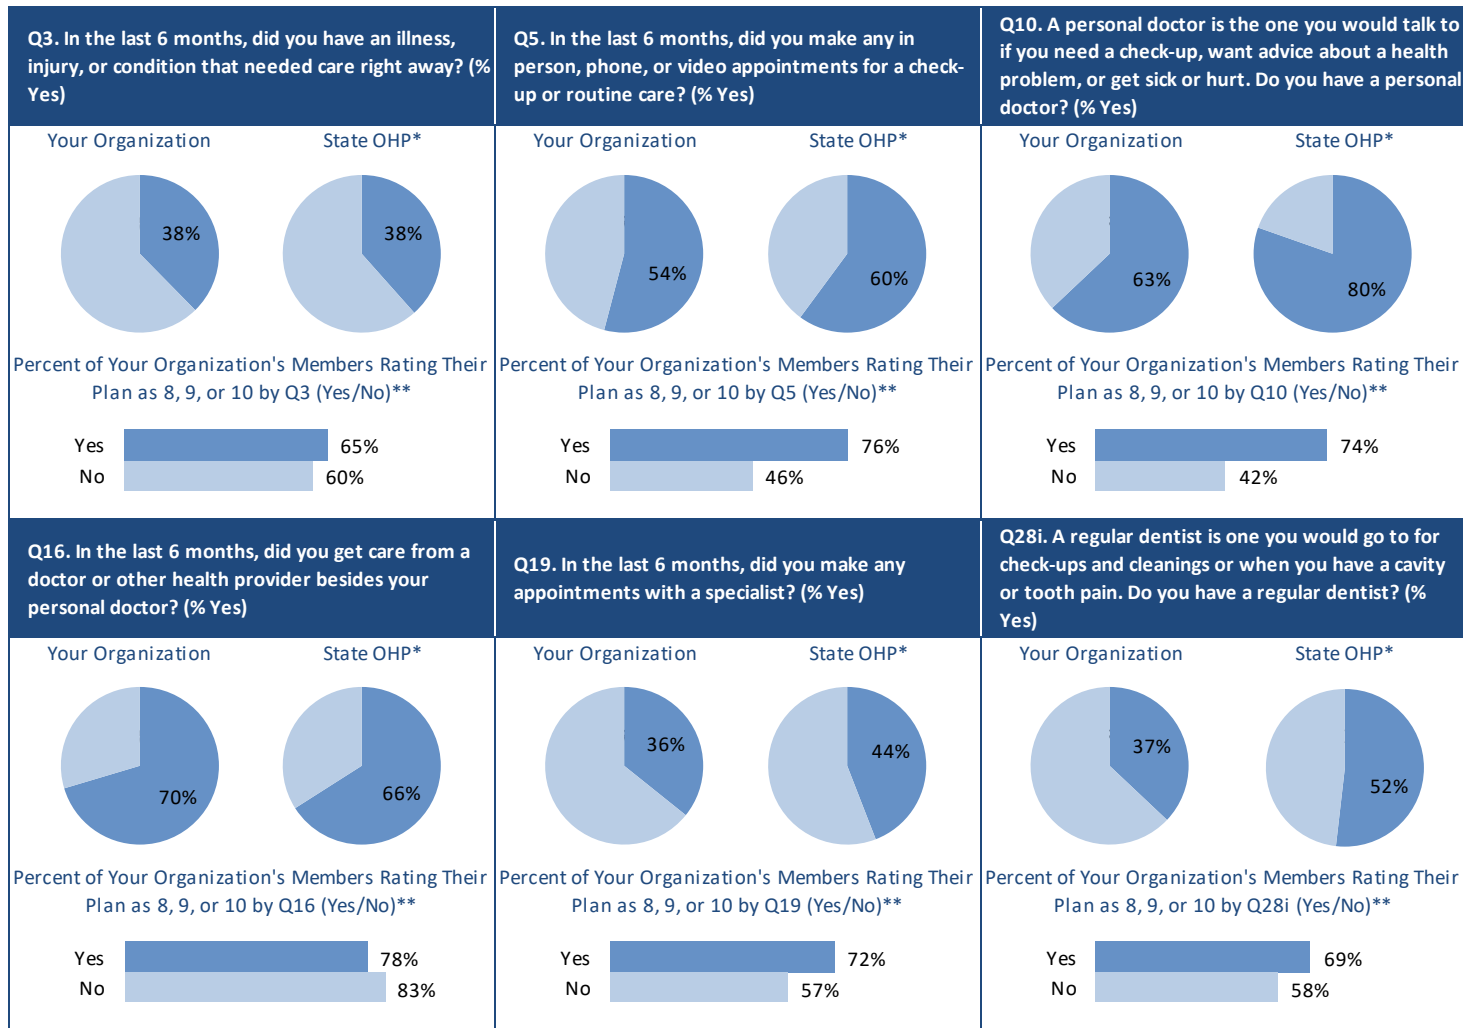 Q3. In the last 6 months, did you have an illness,
injury, or condition that needed care right away? (%
Yes)
Your Organization
State OHP*
38%
38%
Percent of Your Organization's Members Rating Their
Plan as 8, 9, or 10 by Q3 (Yes/No)**
Yes
65%
No
60%
Q5. In the last 6 months, did you make any in
person, phone, or video appointments for a check-
up or routine care? (% Yes)
Your Organization
State OHP*
54%
60%
Percent of Your Organization's Members Rating Their
Plan as 8, 9, or 10 by Q5 (Yes/No)**
Yes
76%
No
46%
Q10. A personal doctor is the one you would talk to
if you need a check-up, want advice about a health
problem, or get sick or hurt. Do you have a personal
doctor? (% Yes)
Your Organization
State OHP*
63%
80%
Percent of Your Organization's Members Rating Their
Plan as 8, 9, or 10 by Q10 (Yes/No)**
Yes
74%
No
42%
Q16. In the last 6 months, did you get care from a
doctor or other health provider besides your
personal doctor? (% Yes)
Your Organization
State OHP*
70%
66%
Percent of Your Organization's Members Rating Their
Plan as 8, 9, or 10 by Q16 (Yes/No)**
Yes
78%
No
83%
Q19. In the last 6 months, did you make any
appointments with a specialist? (% Yes)
Your Organization
State OHP*
36%
44%
Percent of Your Organization's Members Rating Their
Plan as 8, 9, or 10 by Q19 (Yes/No)**
Yes
72%
No
57%
Q28i. A regular dentist is one you would go to for
check-ups and cleanings or when you have a cavity
or tooth pain. Do you have a regular dentist? (%
Yes)
Your Organization
State OHP*
37%
52%
Percent of Your Organization's Members Rating Their
Plan as 8, 9, or 10 by Q28i (Yes/No)**
Yes
69%
No
58%